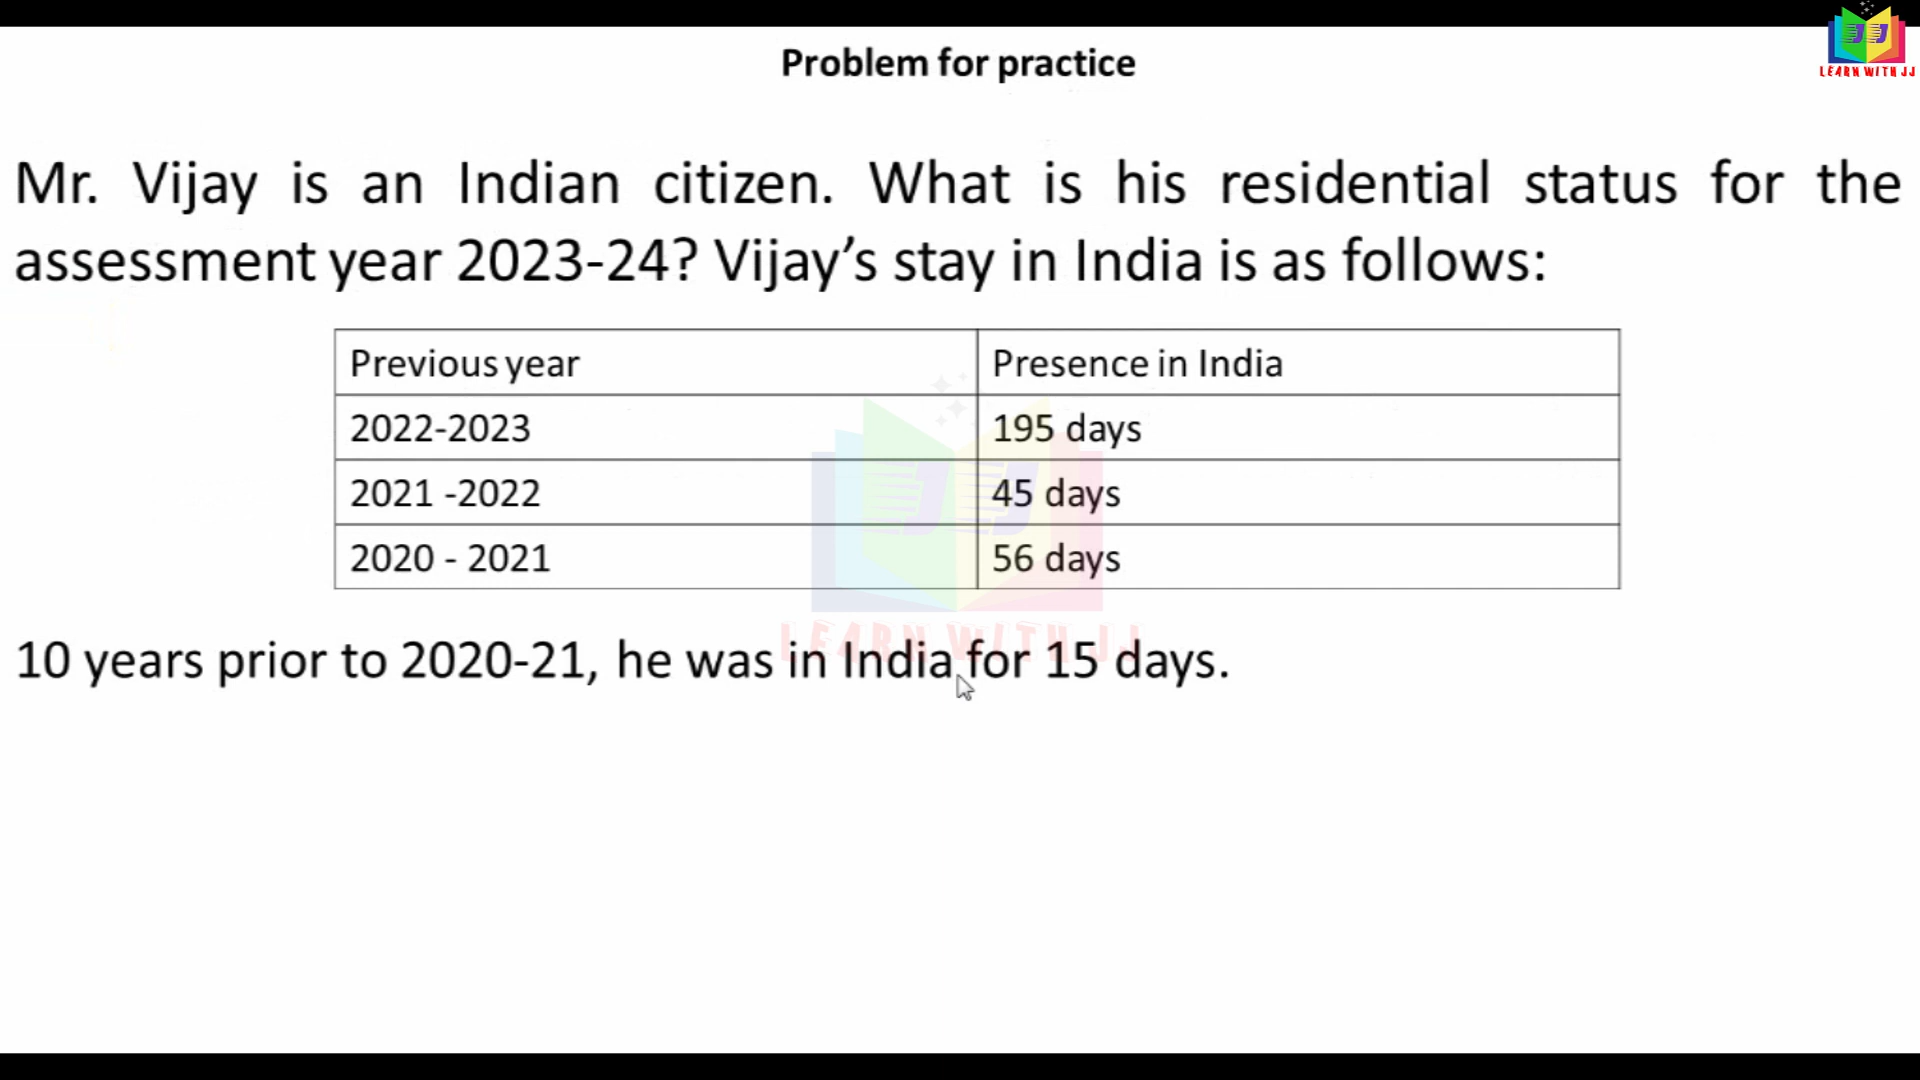 LEARN WITH JJ
Problem for practice
Mr. Vijay is an Indian citizen. What is his residential status for the
assessment year 2023-24? Vijay’s stay in India is as follows:
Previous year Presence in India
2022-2023 195 days
2021 -2022 45 days
2020 - 2021 56 days
LEARN WITH JJ
10 years prior to 2020-21, he was in India for 15 days.